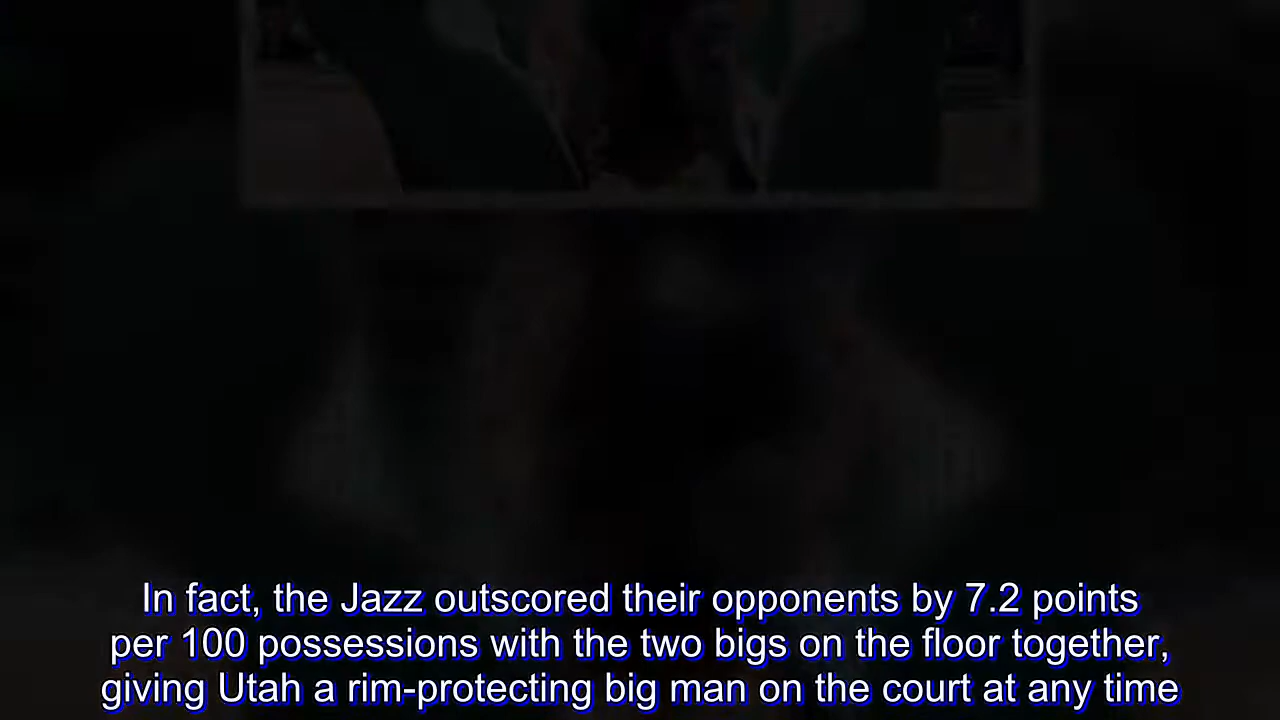 In fact, the Jazz outscored their opponents by 7.2 points
per 100 possessions with the two bigs on the floor together,
giving Utah a rim-protecting big man on the court at any time